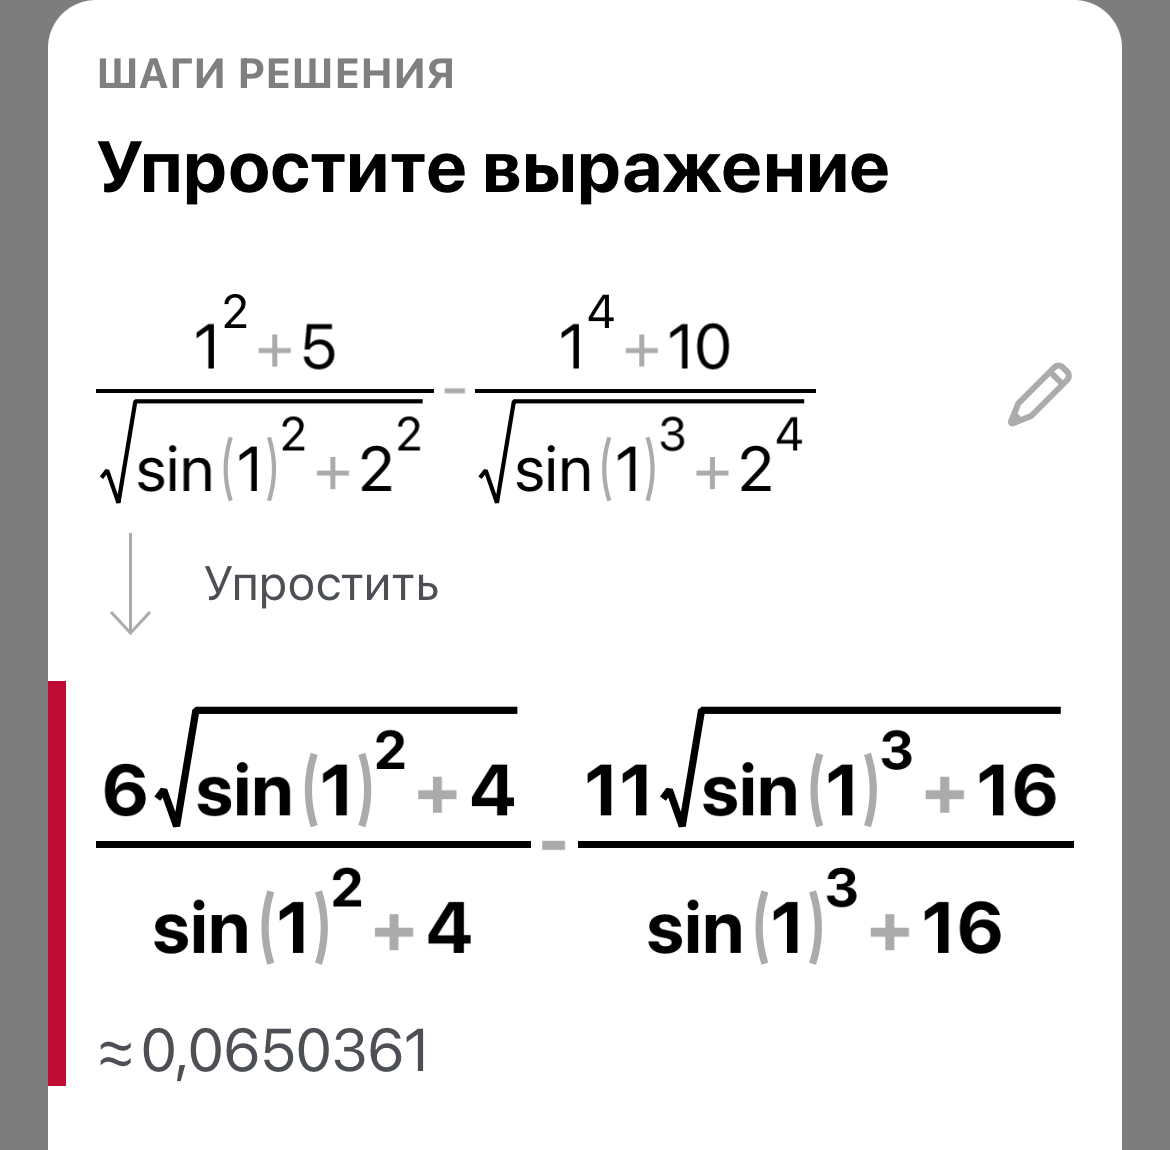 ШАГИ РЕШЕНИЯ
Упростите выражение
1^2 + 5 / √(sin(1)^2 + 2^2) - 1^4 + 10 / √(sin(1)^3 + 2^4)
Упростить
6√(sin(1)^2 + 4) / sin(1)^2 + 4 - 11√(sin(1)^3 + 16) / sin(1)^3 + 16
≈ 0,0650361